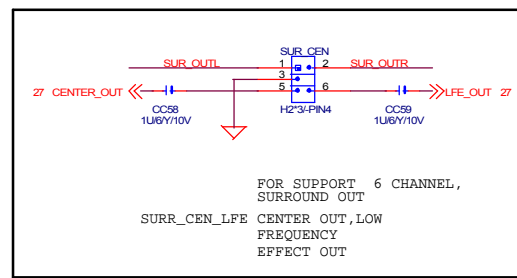 SUR_CEN
SUR_OUTL 1 2 SUR_OUTR
3
27 CENTER_OUT 5 6 LFE_OUT 27
CC58 H2*3/-PIN4 CC59
1U/6/Y/10V 1U/6/Y/10V
FOR SUPPORT 6 CHANNEL,
SURROUND OUT
SURR_CEN_LFE CENTER OUT,LOW
FREQUENCY
EFFECT OUT